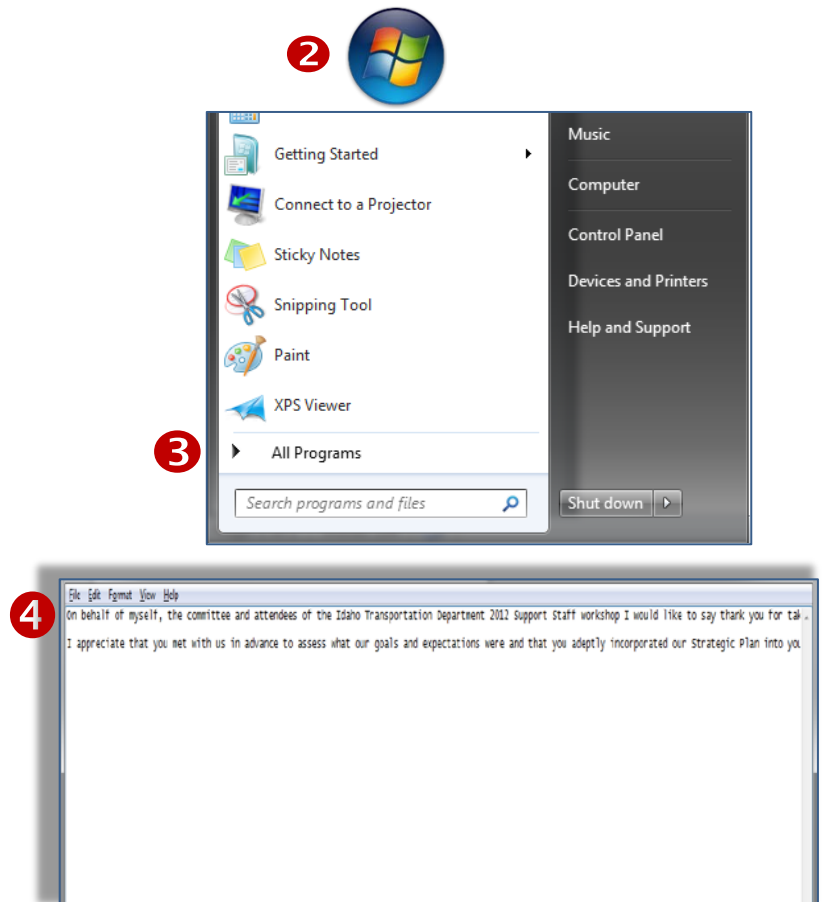 2
Getting Started
Connect to a Projector
Sticky Notes
Snipping Tool
Paint
XPS Viewer
3
All Programs
Search programs and files
Music
Computer
Control Panel
Devices and Printers
Help and Support
Shut down
4
File Edit Format View Help
On behalf of myself, the committee and attendees of the Idaho Transportation Department 2012 Support Staff workshop I would like to say thank you for tak
I appreciate that you met with us in advance to assess what our goals and expectations were and that you adeptly incorporated our Strategic Plan into you